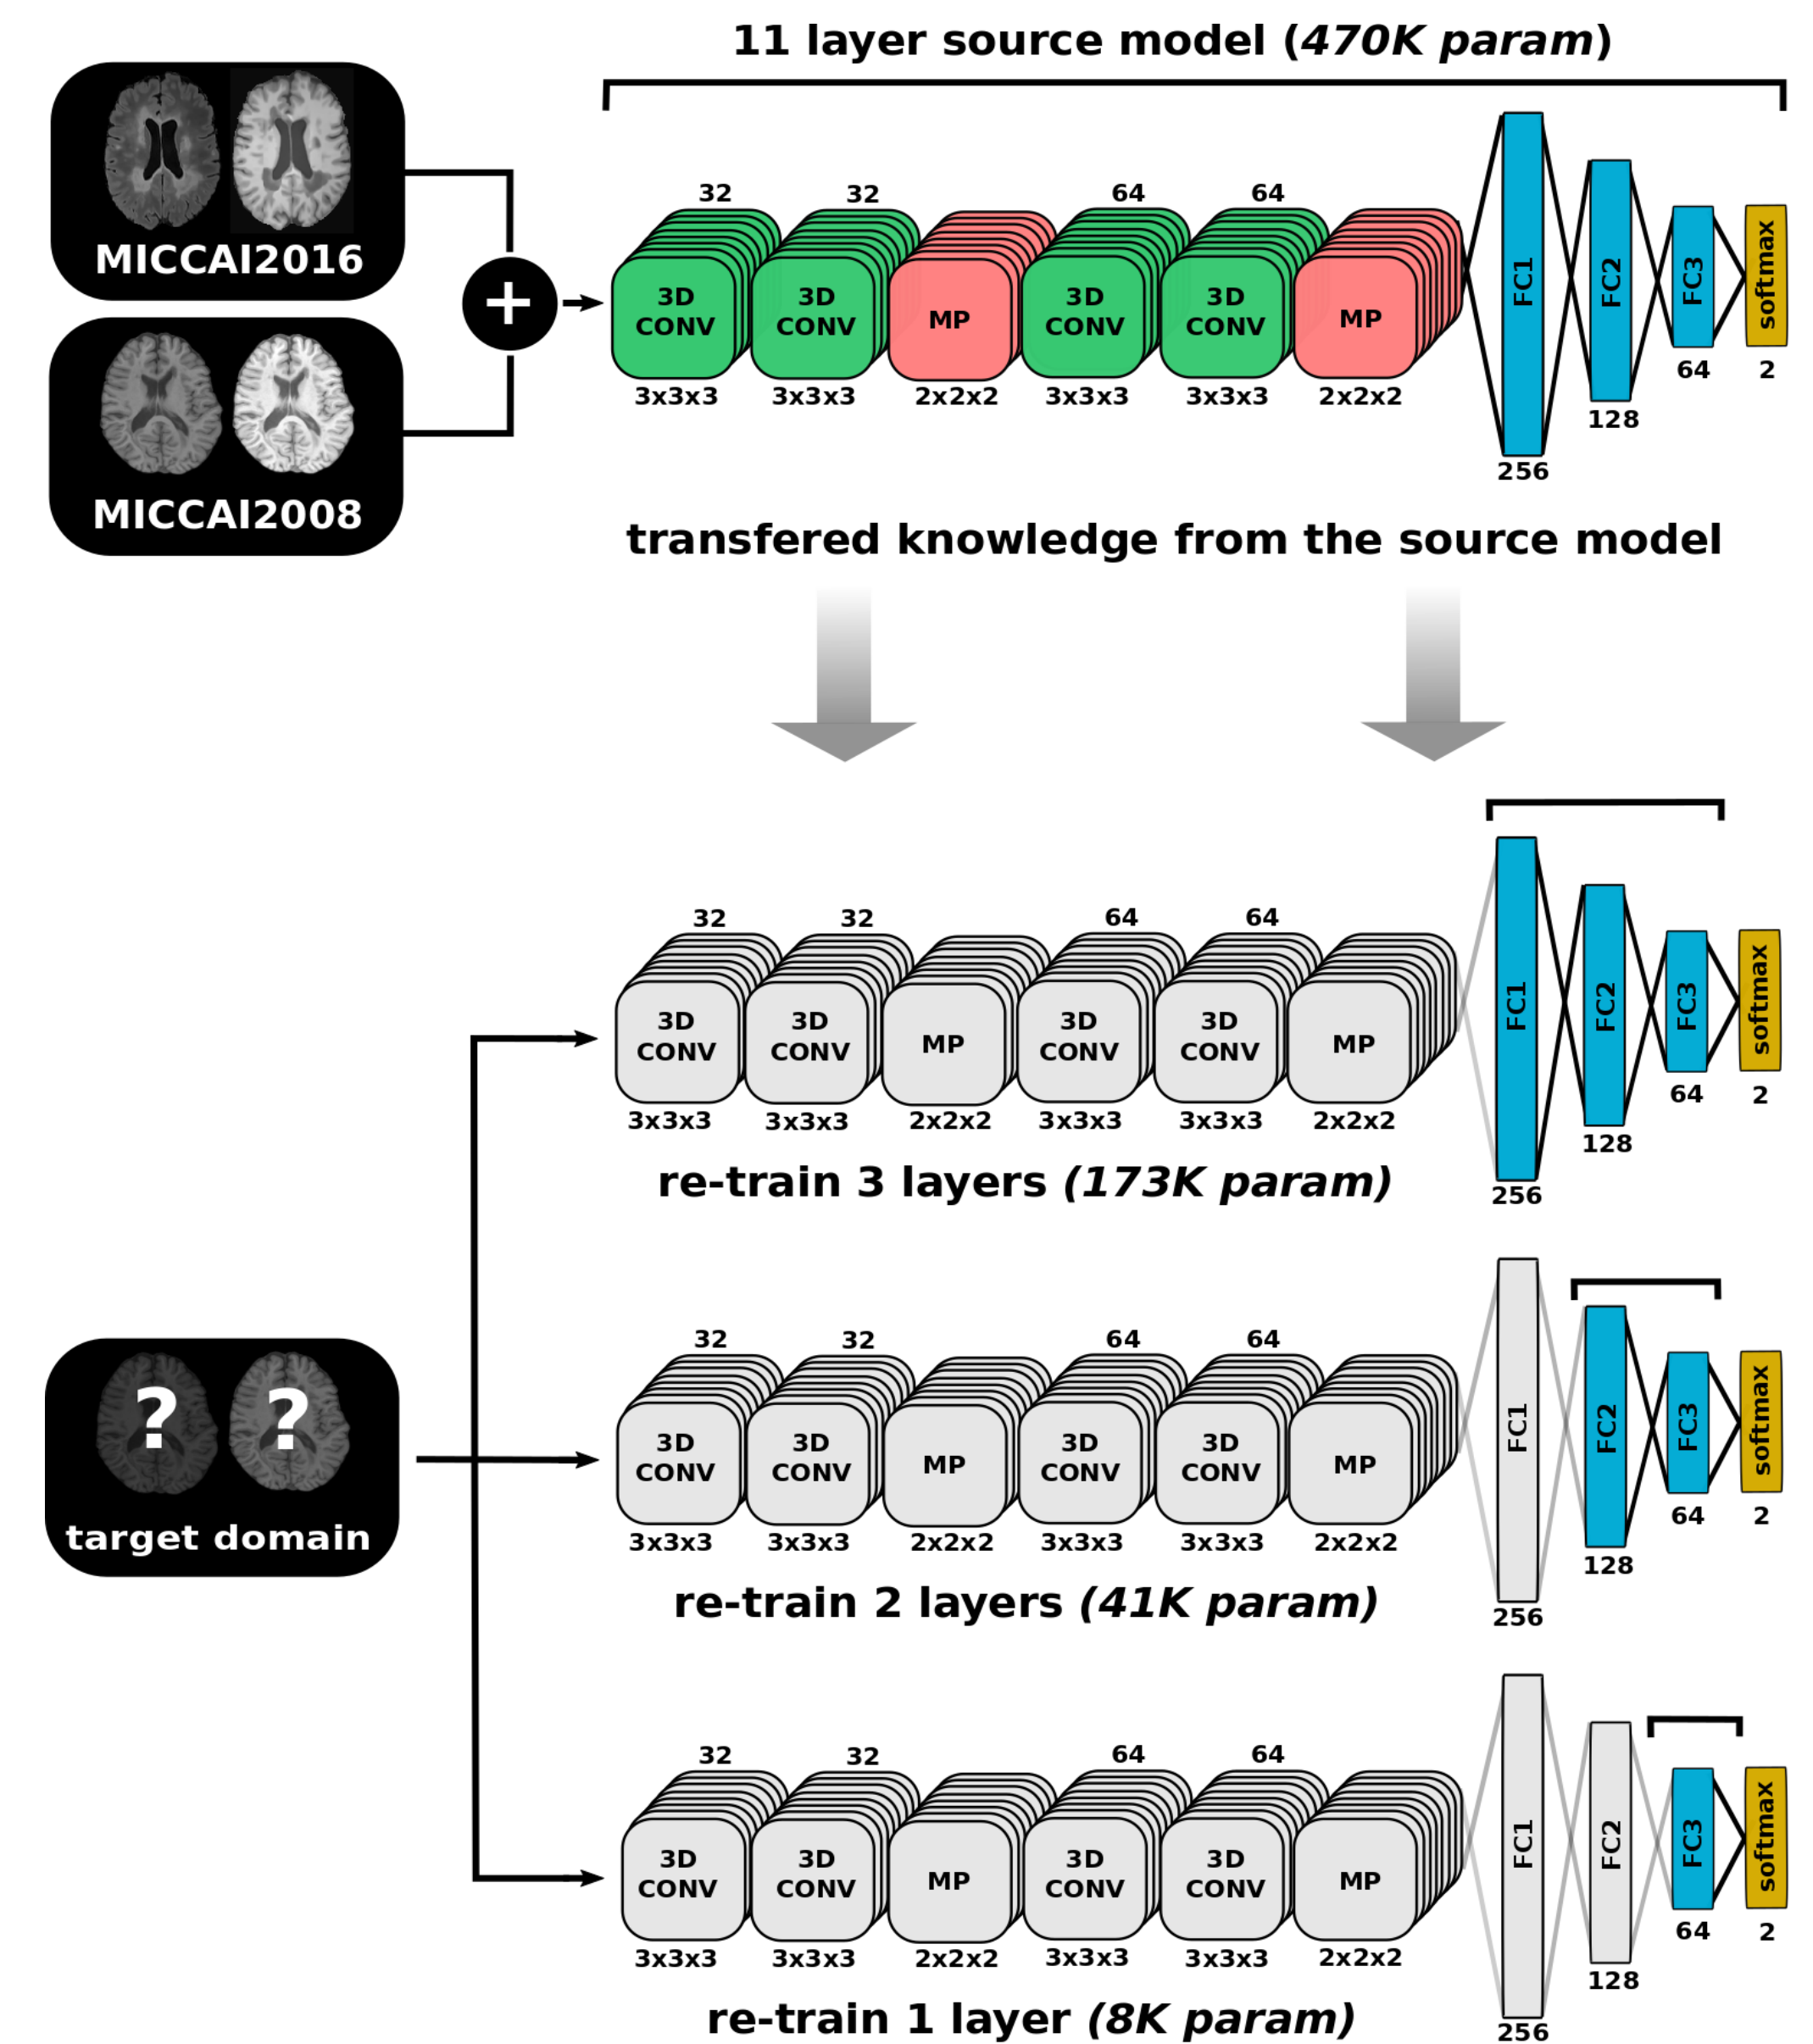 11 layer source model (470K param)
MICCAI2016
MICCAI2008
+
32 32 64 64
3D CONV
3D CONV
MP
3D CONV
3D CONV
MP
FC1
FC2
FC3
softmax
3x3x3 3x3x3 2x2x2 3x3x3 3x3x3 2x2x2
256 128 64 2
transfered knowledge from the source model
32 32 64 64
3D CONV
3D CONV
MP
3D CONV
3D CONV
MP
FC1
FC2
FC3
softmax
3x3x3 3x3x3 2x2x2 3x3x3 3x3x3 2x2x2
256 128 64 2
re-train 3 layers (173K param)
? ?
target domain
32 32 64 64
3D CONV
3D CONV
MP
3D CONV
3D CONV
MP
FC1
FC2
FC3
softmax
3x3x3 3x3x3 2x2x2 3x3x3 3x3x3 2x2x2
256 128 64 2
re-train 2 layers (41K param)
32 32 64 64
3D CONV
3D CONV
MP
3D CONV
3D CONV
MP
FC1
FC2
FC3
softmax
3x3x3 3x3x3 2x2x2 3x3x3 3x3x3 2x2x2
256 128 64 2
re-train 1 layer (8K param)